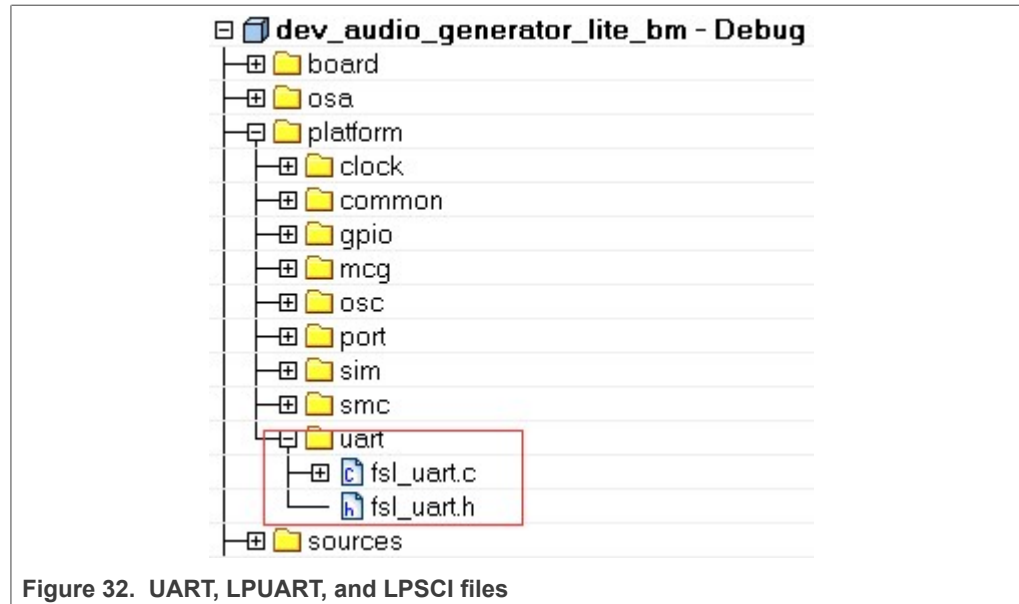 dev_audio_generator_lite_bm - Debug
board
osa
platform
clock
common
gpio
mcg
osc
port
sim
smc
uart
fsl_uart.c
fsl_uart.h
sources
Figure 32. UART, LPUART, and LPSCI files